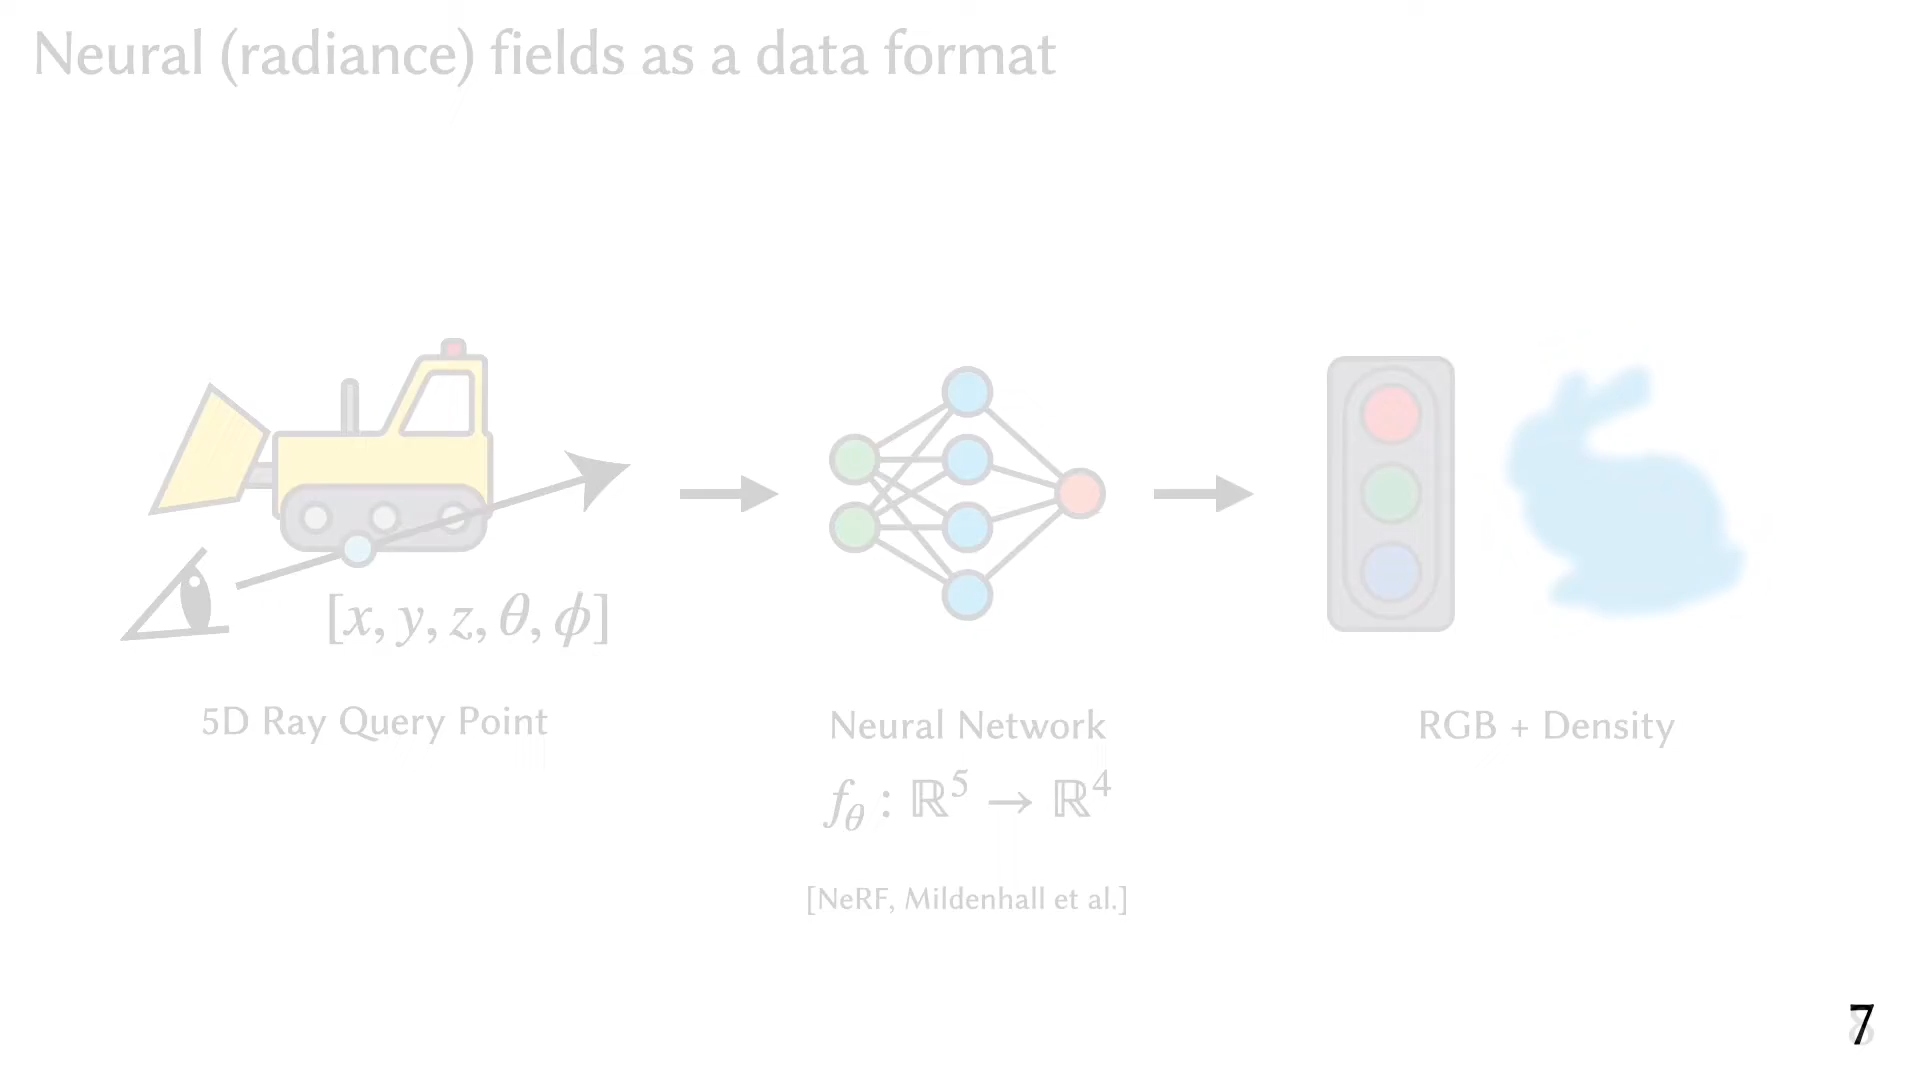 Neural (radiance) fields as a data format
[x, y, z, θ, ϕ]
5D Ray Query Point
Neural Network
RGB + Density
f_θ : ℝ^5 → ℝ^4
[NeRF, Mildenhall et al.]
7